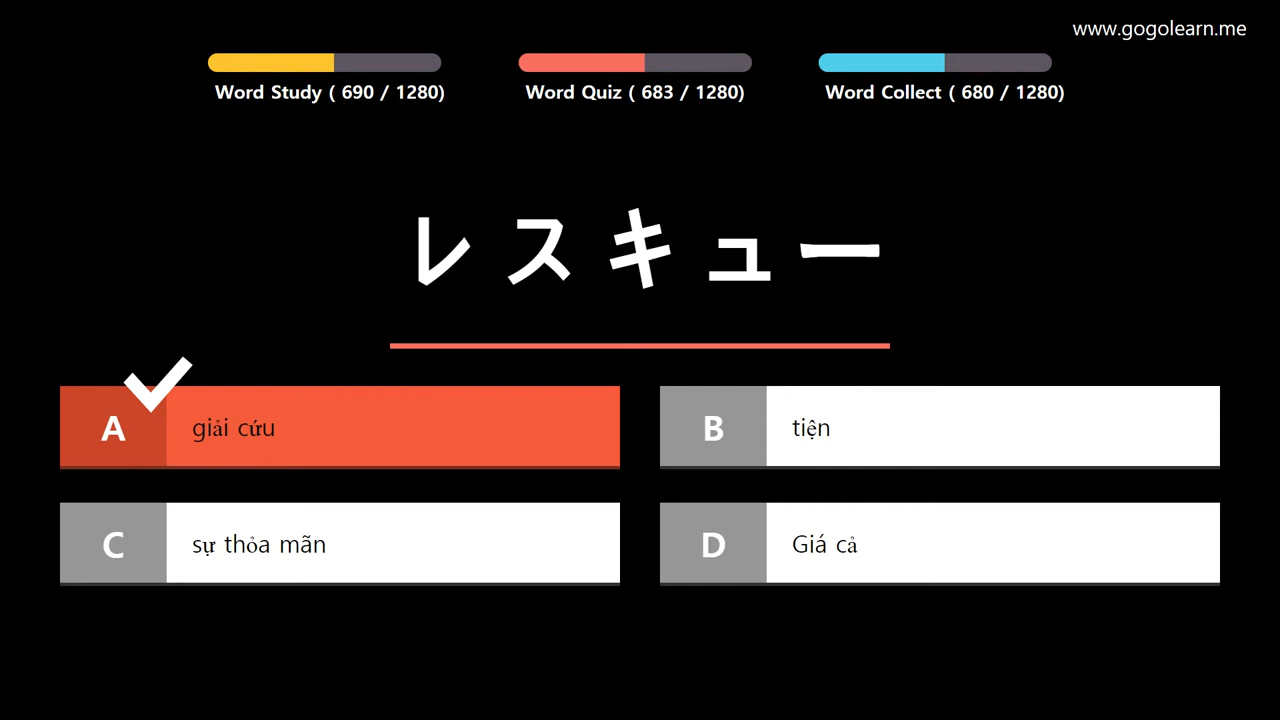 www.gogolearn.me
Word Study ( 690 / 1280)
Word Quiz ( 683 / 1280)
Word Collect ( 680 / 1280)
レスキュー
A
giải cứu
B
tiện
C
sự thỏa mãn
D
Giá cả